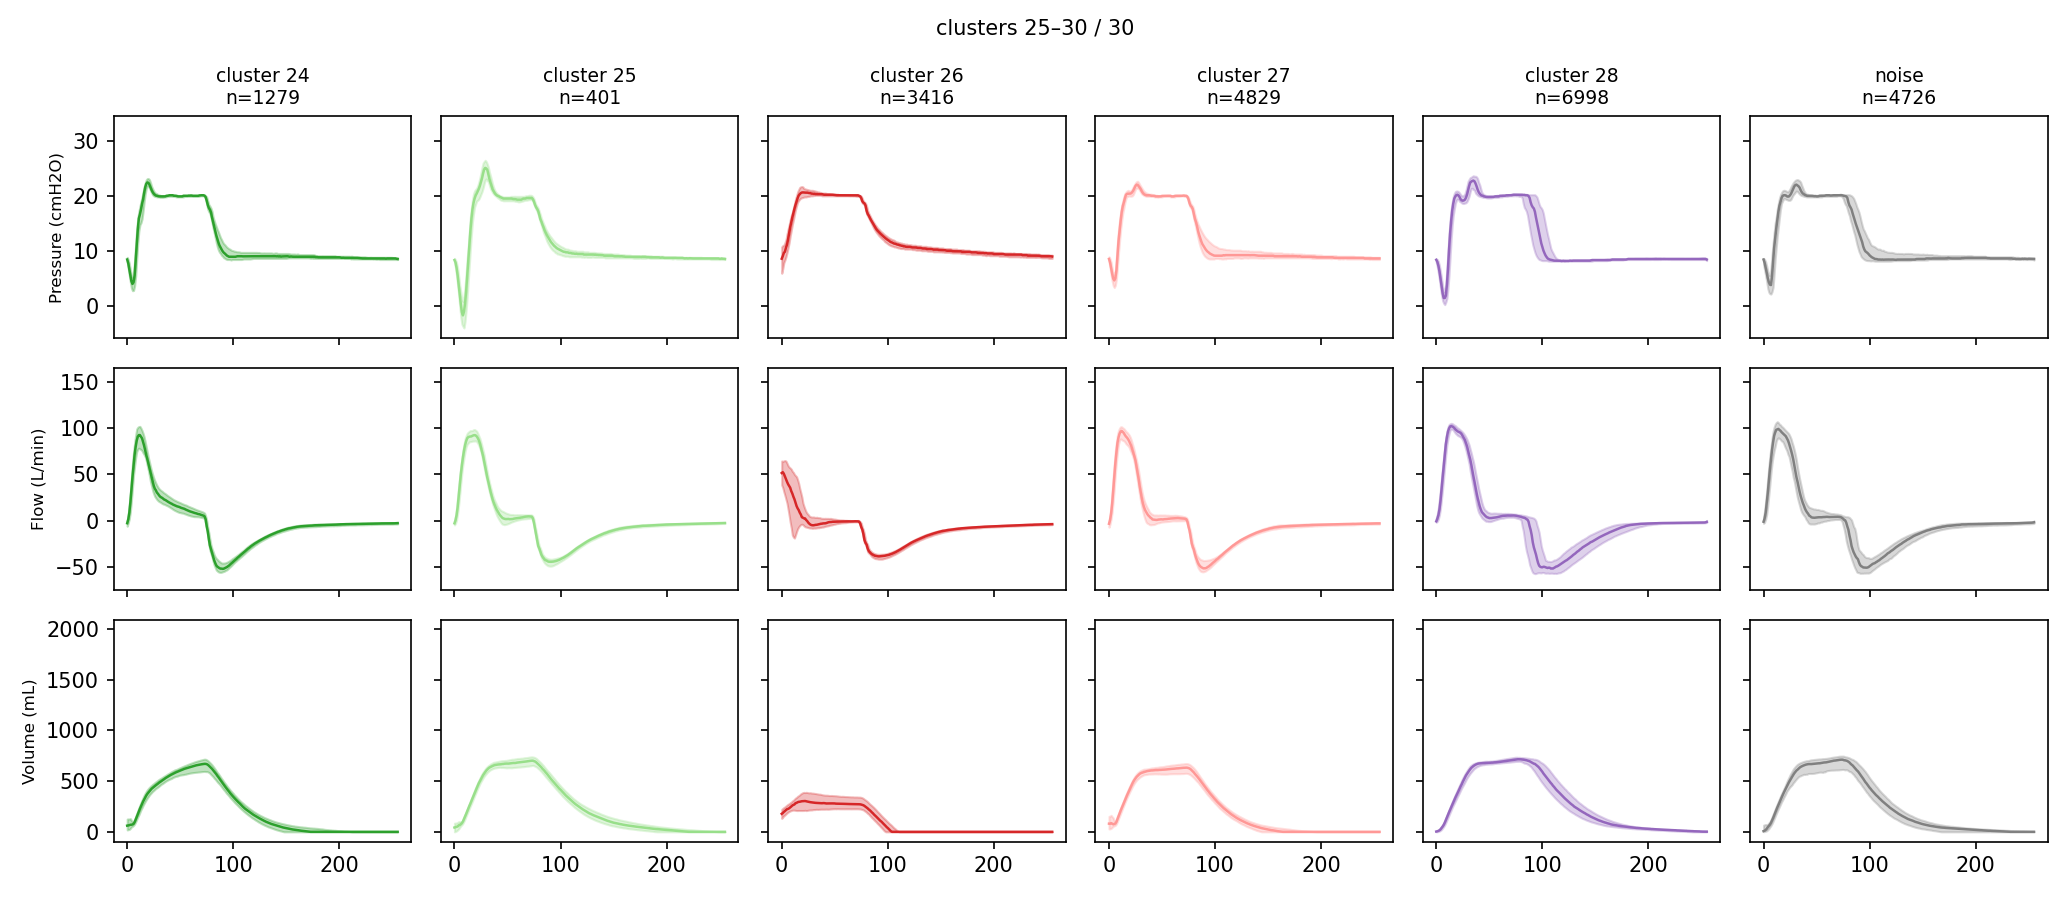 clusters 25–30 / 30
cluster 24
n=1279
cluster 25
n=401
cluster 26
n=3416
cluster 27
n=4829
cluster 28
n=6998
noise
n=4726
Pressure (cmH2O)
30
20
10
0
Flow (L/min)
150
100
50
0
−50
Volume (mL)
2000
1500
1000
500
0
0 100 200
0 100 200
0 100 200
0 100 200
0 100 200
0 100 200